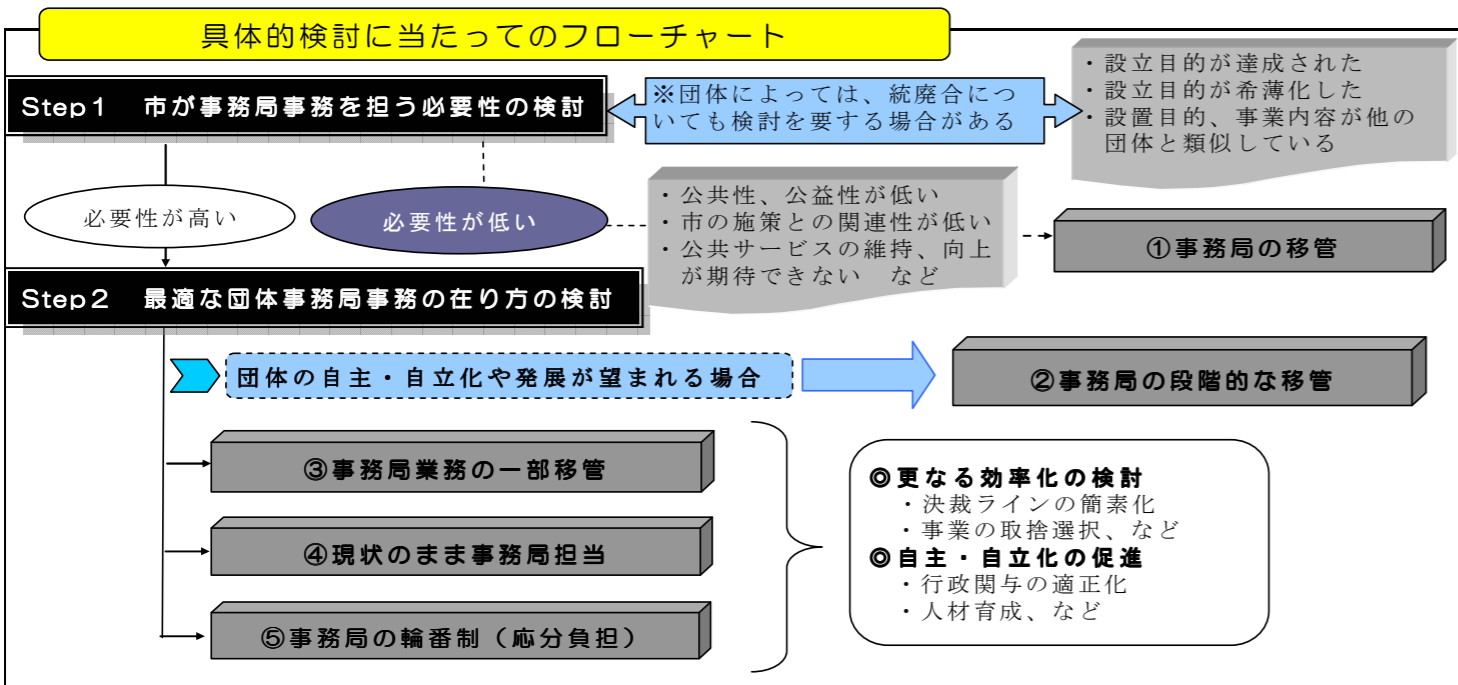 具体的検討に当たってのフローチャート
Step1 市が事務局事務を担う必要性の検討
※団体によっては、統廃合につ
いても検討を要する場合がある
・設立目的が達成された
・設立目的が希薄化した
・設置目的、事業内容が他の
団体と類似している
必要性が高い
必要性が低い
・公共性、公益性が低い
・市の施策との関連性が低い
・公共サービスの維持、向上
が期待できない など
①事務局の移管
Step2 最適な団体事務局事務の在り方の検討
団体の自主・自立化や発展が望まれる場合
②事務局の段階的な移管
③事務局業務の一部移管
④現状のまま事務局担当
⑤事務局の輪番制(応分負担)
◎更なる効率化の検討
・決裁ラインの簡素化
・事業の取捨選択、など
◎自主・自立化の促進
・行政関与の適正化
・人材育成、など